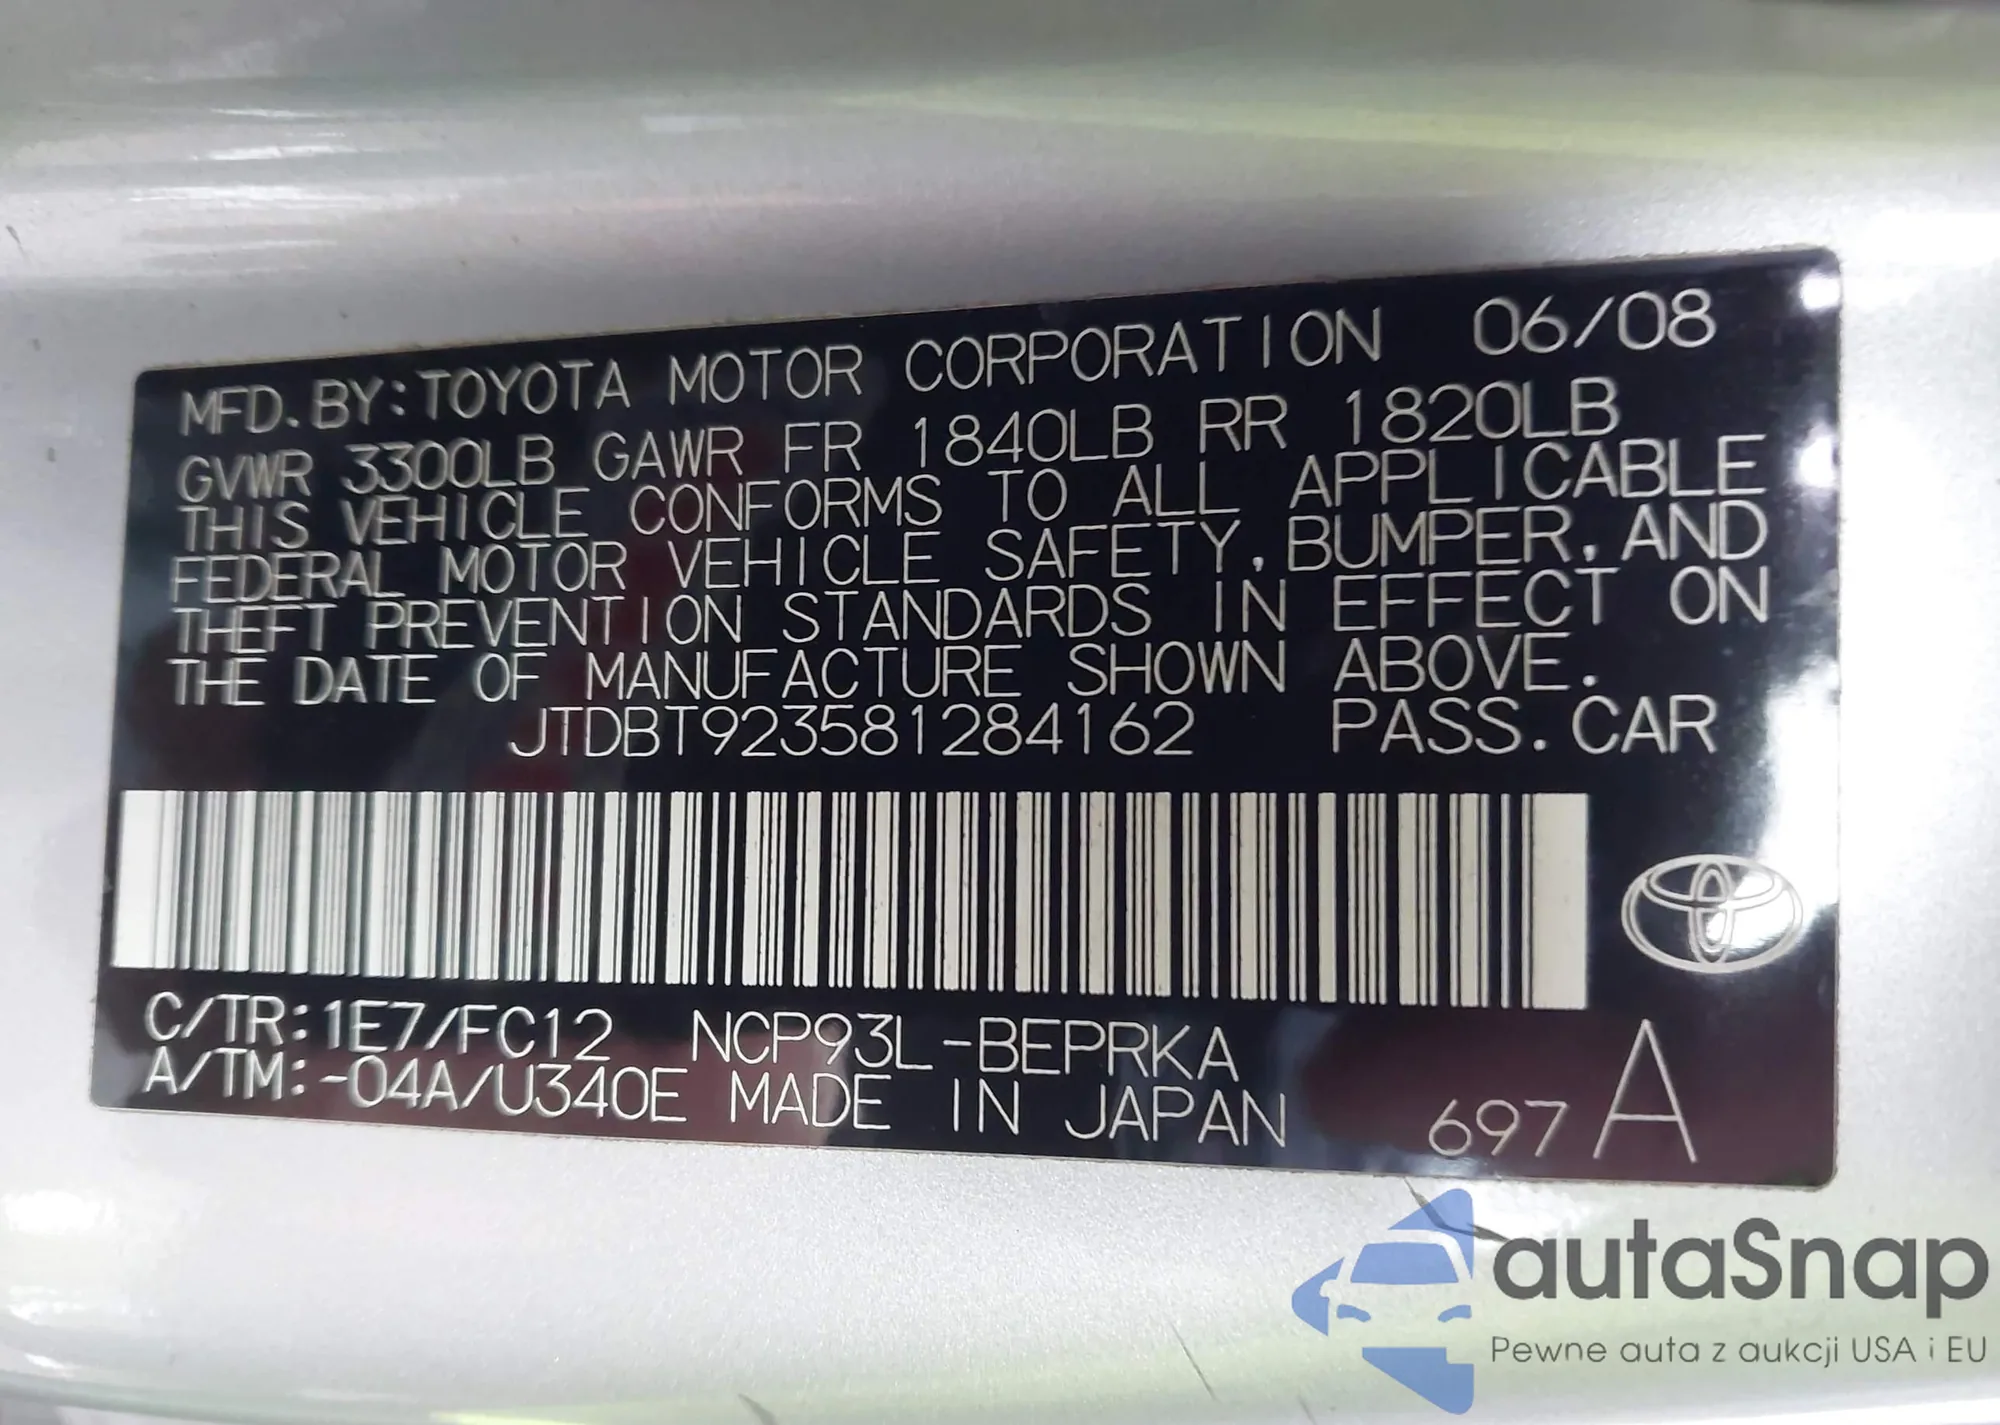 MFD. BY: TOYOTA MOTOR CORPORATION 06/08
GVWR 3300LB GAWR FR 1840LB RR 1820LB
THIS VEHICLE CONFORMS TO ALL APPLICABLE
FEDERAL MOTOR VEHICLE SAFETY, BUMPER, AND
THEFT PREVENTION STANDARDS IN EFFECT ON
THE DATE OF MANUFACTURE SHOWN ABOVE.
JTDBT923581284162 PASS. CAR
C/TR: 1E7/FC12 NCP93L-BEPRKA
A/TM: -04A/U340E MADE IN JAPAN 697 A
autaSnap
Pewne auta z aukcji USA i EU